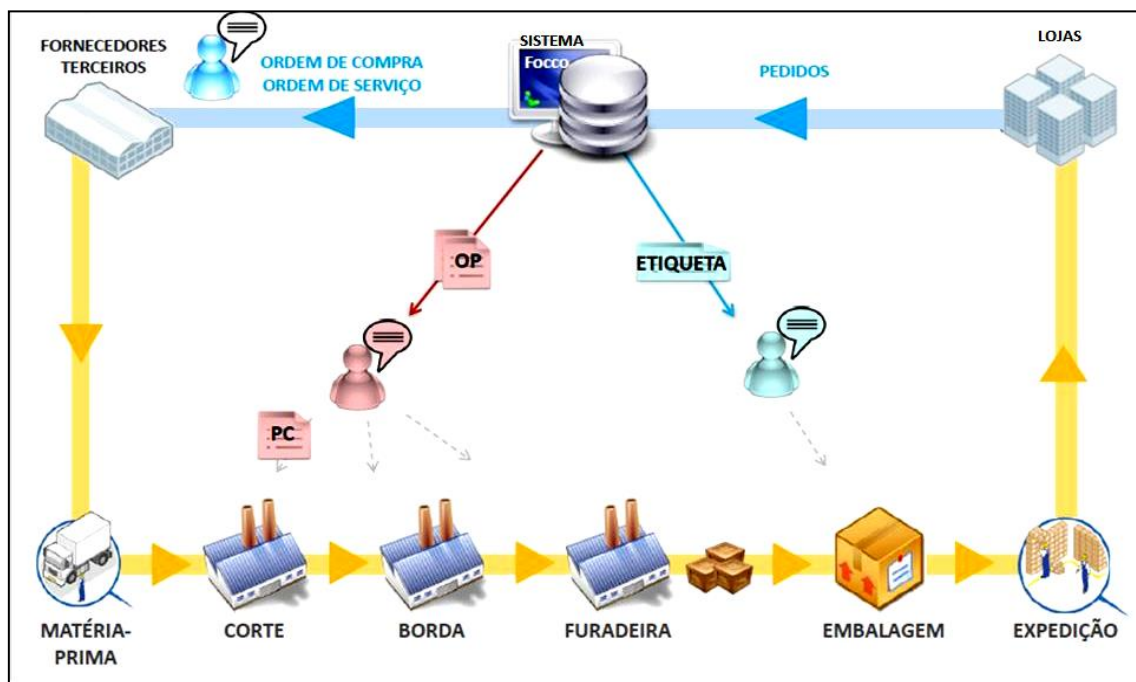 FORNECEDORES
TERCEIROS
ORDEM DE COMPRA
ORDEM DE SERVIÇO
SISTEMA
Focco
PEDIDOS
LOJAS
OP
ETIQUETA
PC
MATÉRIA-
PRIMA
CORTE
BORDA
FURADEIRA
EMBALAGEM
EXPEDIÇÃO